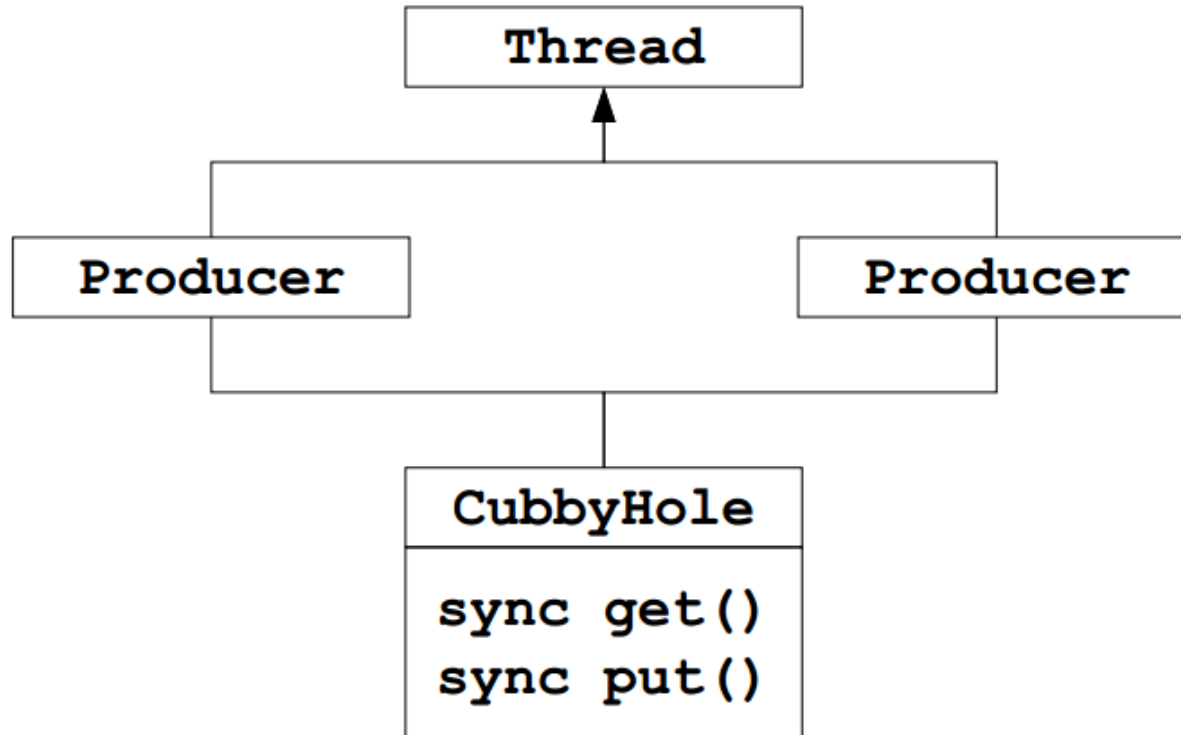 Thread
Producer
Producer
CubbyHole
sync get()
sync put()